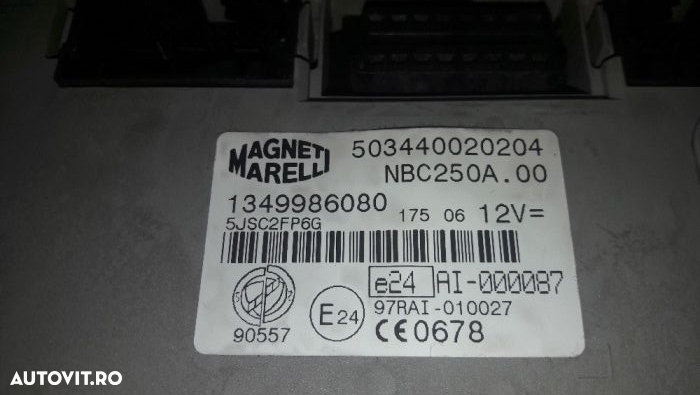 MAGNETI MARELLI
503440020204
NBC250A.00
1349986080
175 06 12V=
5JSC2FP6G
e24 AI-000087
97RAI-010027
90557
E24
CE0678
AUTOVIT.RO